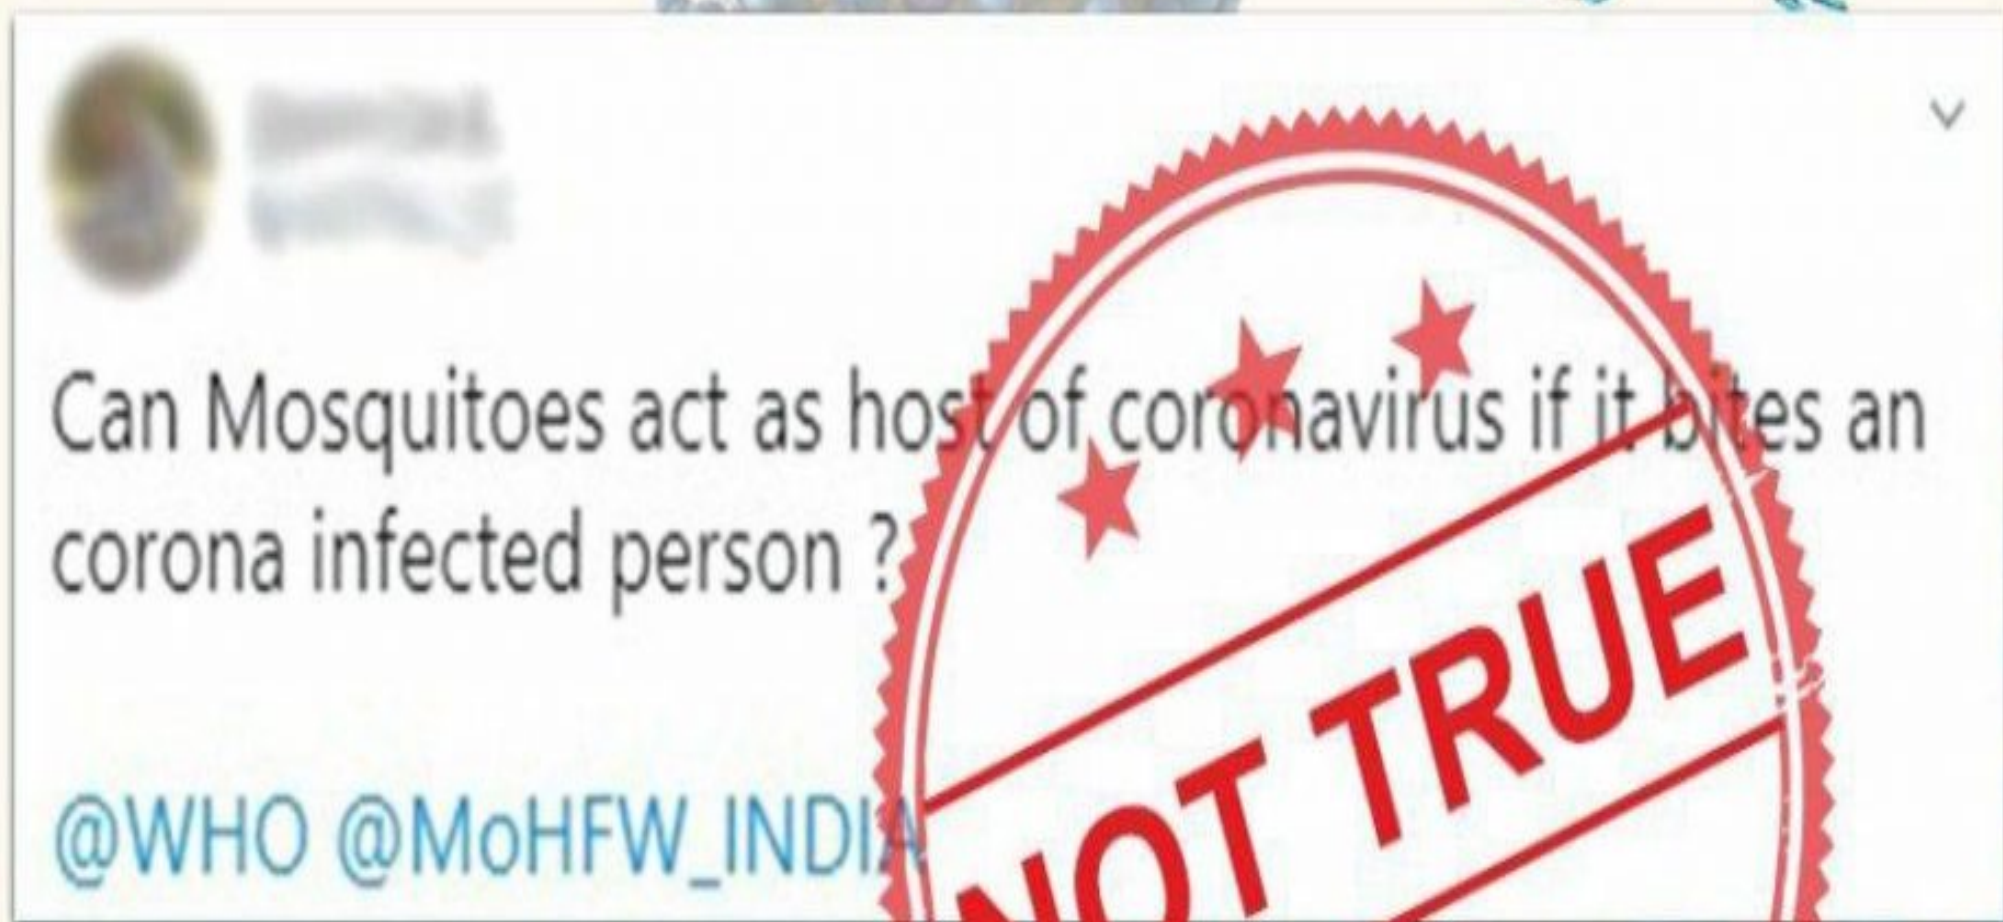 Can Mosquitoes act as host of coronavirus if it bites an
corona infected person ?
@WHO @MoHFW_INDIA
NOT TRUE